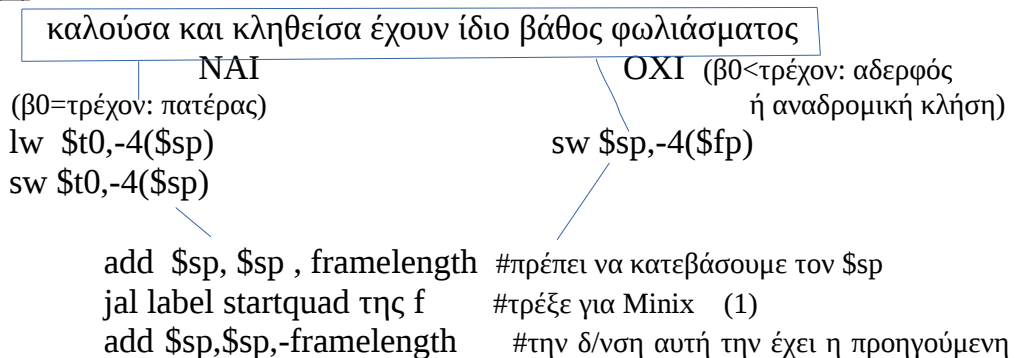 καλούσα και κληθείσα έχουν ίδιο βάθος φωλιάσματος
ΝΑΙ ΟΧΙ (β0<τρέχον: αδερφός
(β0=τρέχον: πατέρας) ή αναδρομική κλήση)
lw $t0,-4($sp) sw $sp,-4($fp)
sw $t0,-4($sp)
add $sp, $sp , framelength #πρέπει να κατεβάσουμε τον $sp
jal label startquad της f #τρέξε για Minix (1)
add $sp,$sp,-framelength #την δ/νση αυτή την έχει η προηγούμενη